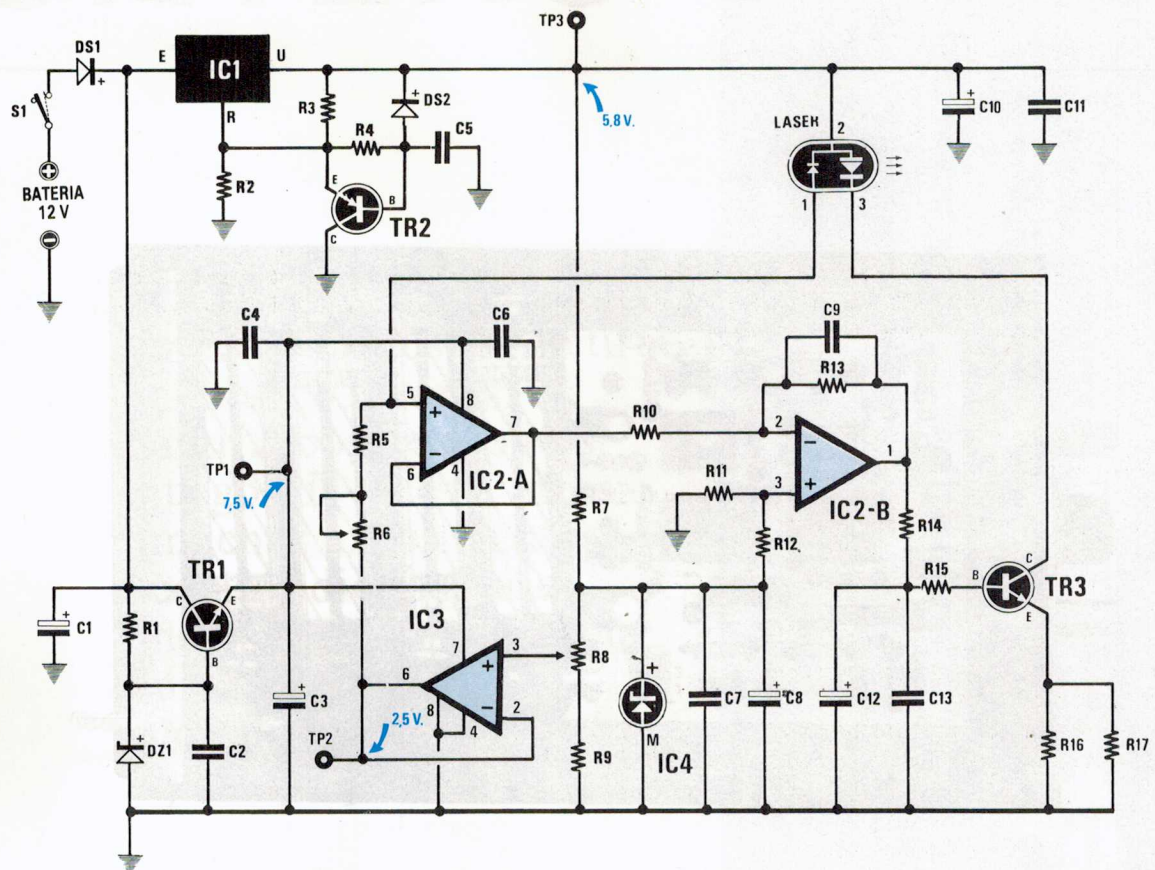 TP3
DS1
E
IC1
U
R
S1
BATERIA
12 V
R2
R3
R4
DS2
C5
E
B
C
TR2
5,8 V.
LASER
2
1
3
C10
C11
C4
C6
R5
5
+
8
7
6
−
4
IC2-A
TP1
7,5 V.
R6
R10
C9
R13
2
−
1
R11
3
+
IC2-B
R7
R12
R14
R15
B
C
E
TR3
TR1
C
E
B
C1
R1
DZ1
C2
C3
IC3
6
7
+
3
8
4
−
2
TP2
2,5 V.
R8
R9
+
M
IC4
C7
C8
C12
C13
R16
R17